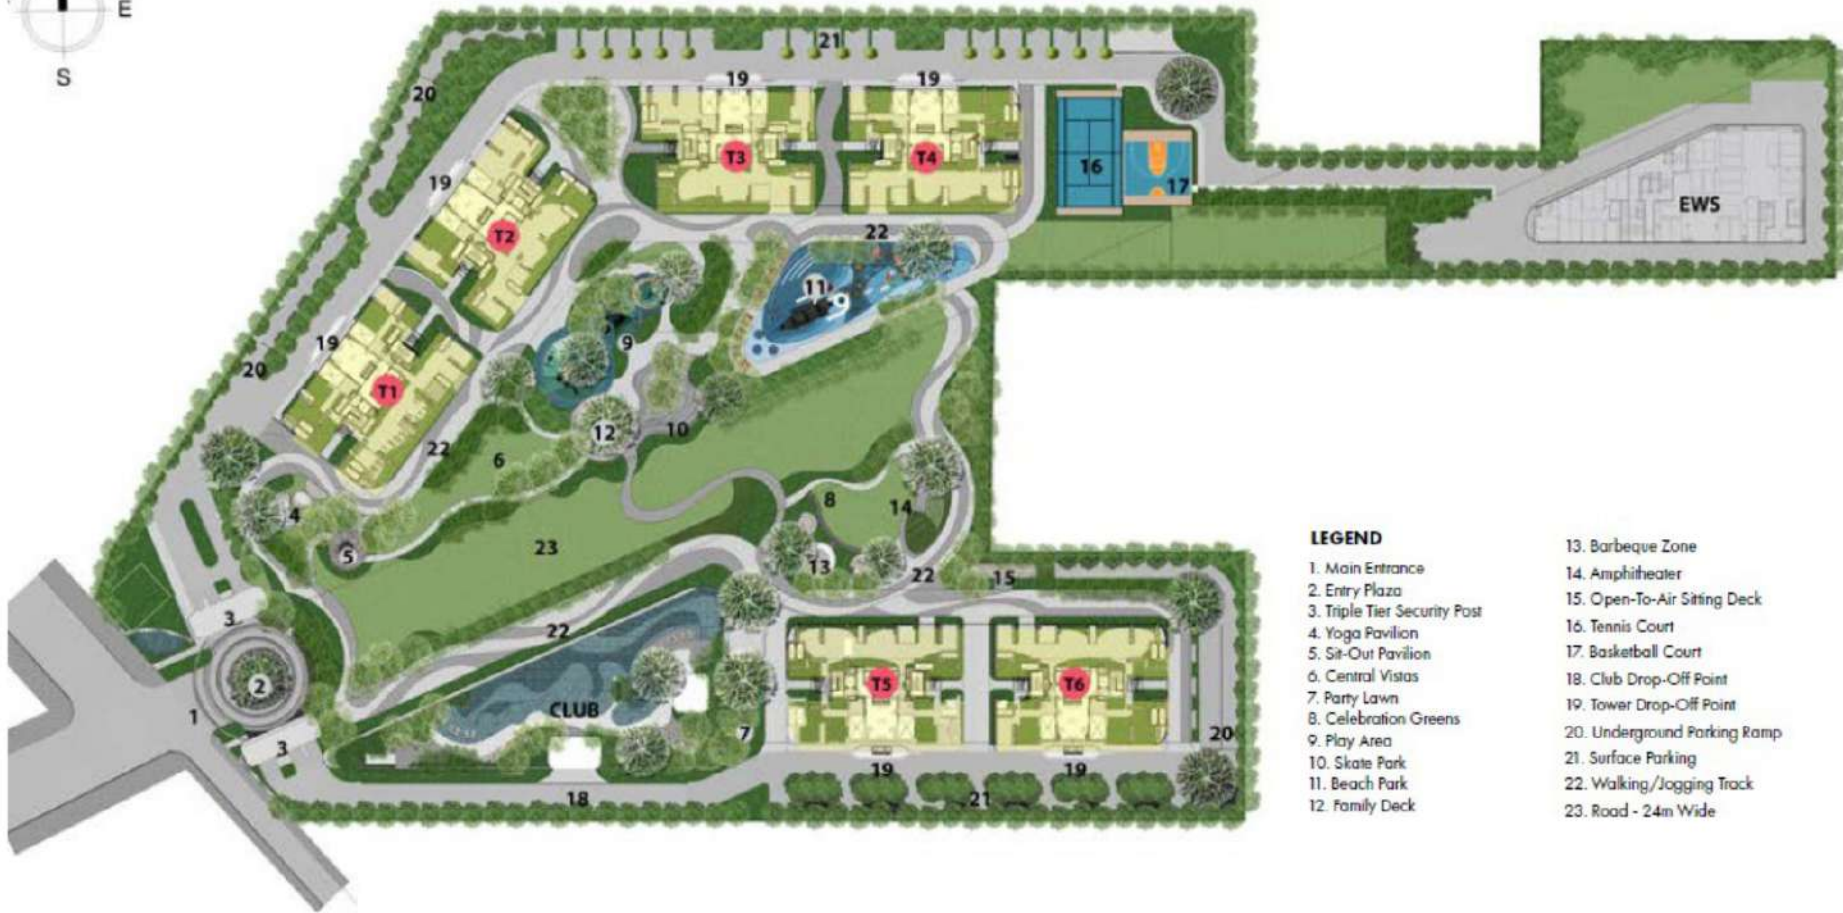 E
S
21
20
19
19
T3
T4
16
17
EWS
19
T2
22
11
9
19
20
T1
12
10
22
6
8
14
4
5
23
13
22
15
3
22
2
CLUB
T5
T6
1
3
7
20
19
19
18
21
LEGEND
1. Main Entrance
2. Entry Plaza
3. Triple Tier Security Post
4. Yoga Pavilion
5. Sit-Out Pavilion
6. Central Vistas
7. Party Lawn
8. Celebration Greens
9. Play Area
10. Skate Park
11. Beach Park
12. Family Deck
13. Barbeque Zone
14. Amphitheater
15. Open-To-Air Sitting Deck
16. Tennis Court
17. Basketball Court
18. Club Drop-Off Point
19. Tower Drop-Off Point
20. Underground Parking Ramp
21. Surface Parking
22. Walking/Jogging Track
23. Road - 24m Wide